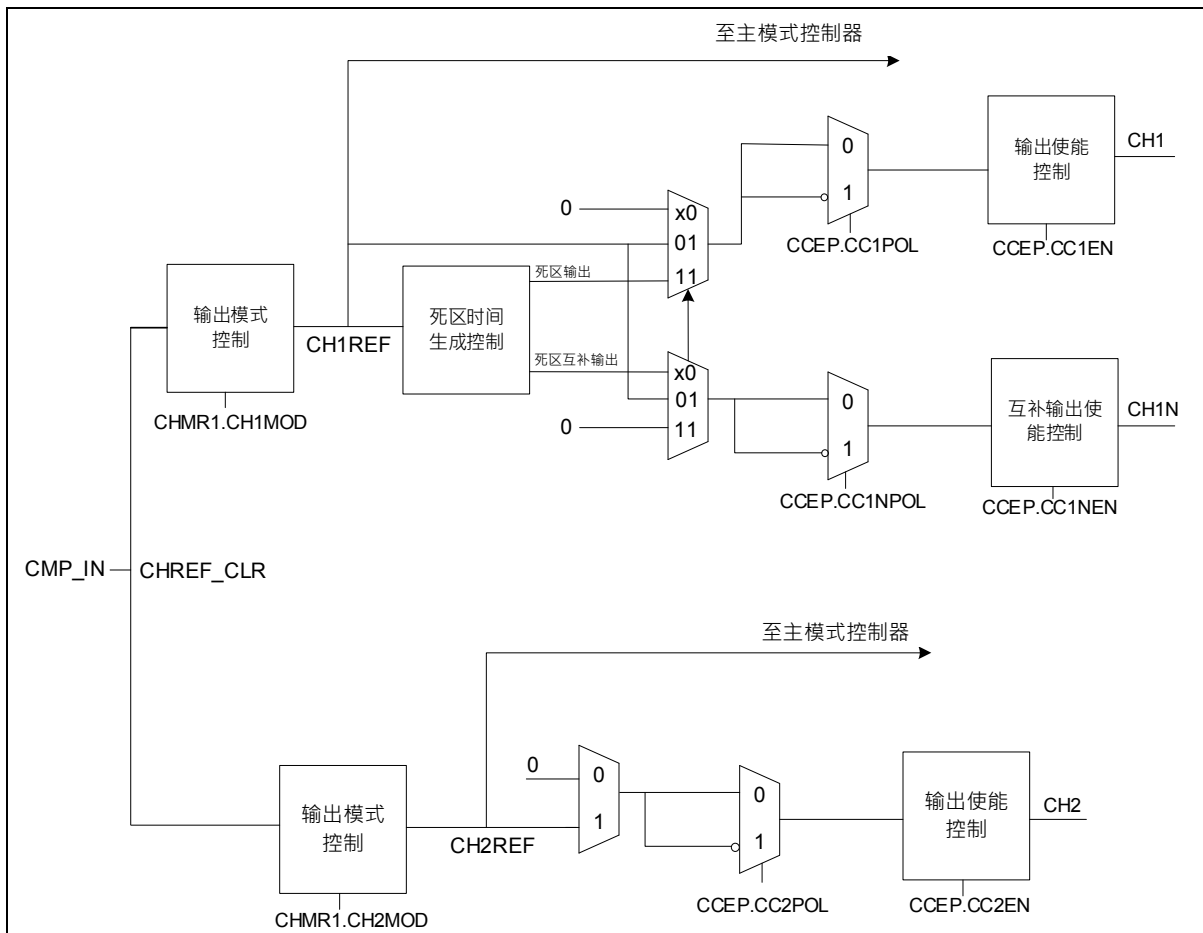 至主模式控制器
0
1
CCEP.CC1POL
输出使能
控制
CCEP.CC1EN
CH1
0
x0
01
11
输出模式
控制
CHMR1.CH1MOD
CH1REF
死区时间
生成控制
死区输出
死区互补输出
x0
01
11
0
0
1
CCEP.CC1NPOL
互补输出使
能控制
CCEP.CC1NEN
CH1N
CMP_IN
CHREF_CLR
至主模式控制器
输出模式
控制
CHMR1.CH2MOD
CH2REF
0
0
1
0
1
CCEP.CC2POL
输出使能
控制
CCEP.CC2EN
CH2